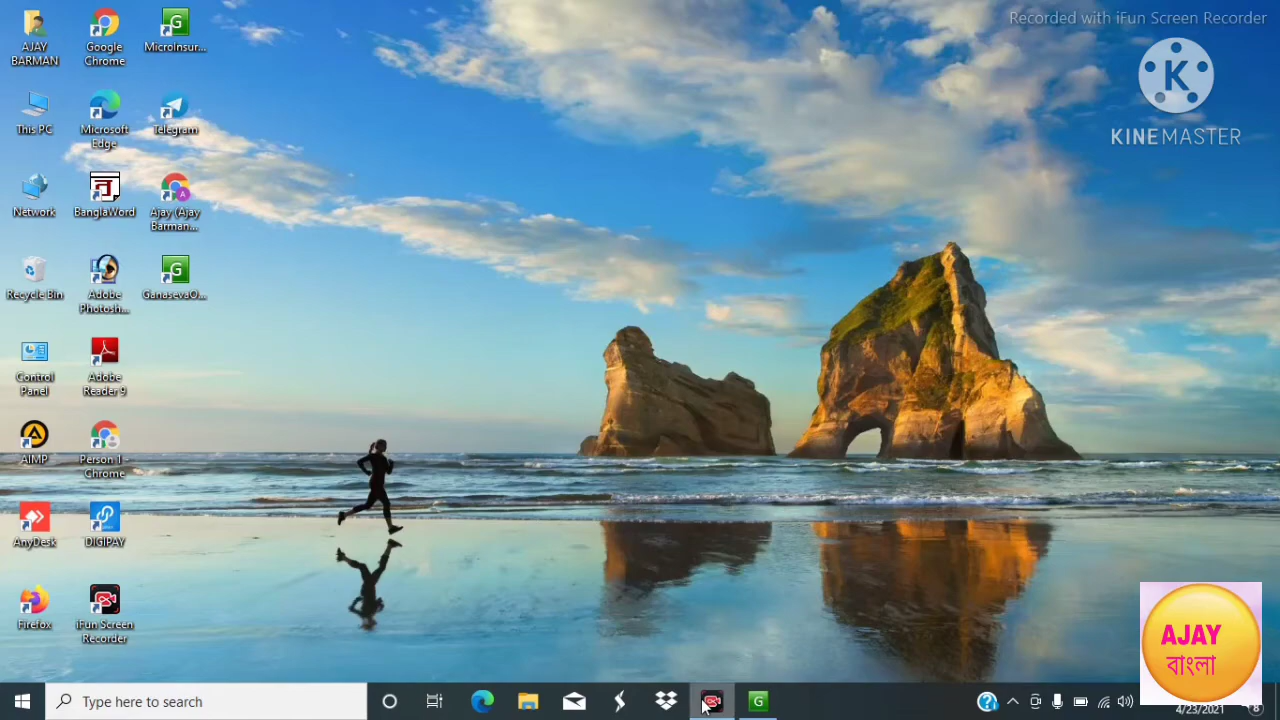 Recorded with iFun Screen Recorder
K
KINEMASTER
AJAY
BARMAN
Google
Chrome
G
Microinsur...
This PC
Microsoft
Edge
Telegram
Network
BanglaWord
A
Ajay (Ajay
Barman...
Recycle Bin
Adobe
Photosh...
G
GanasevaO...
Control
Panel
Adobe
Reader 9
AIMP
Person 1 -
Chrome
AnyDesk
DIGIPAY
Firefox
iFun Screen
Recorder
AJAY
বাংলা
Type here to search
G
4/23/2021
8